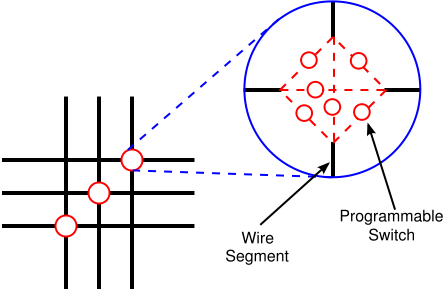 Wire
Segment
Programmable
Switch